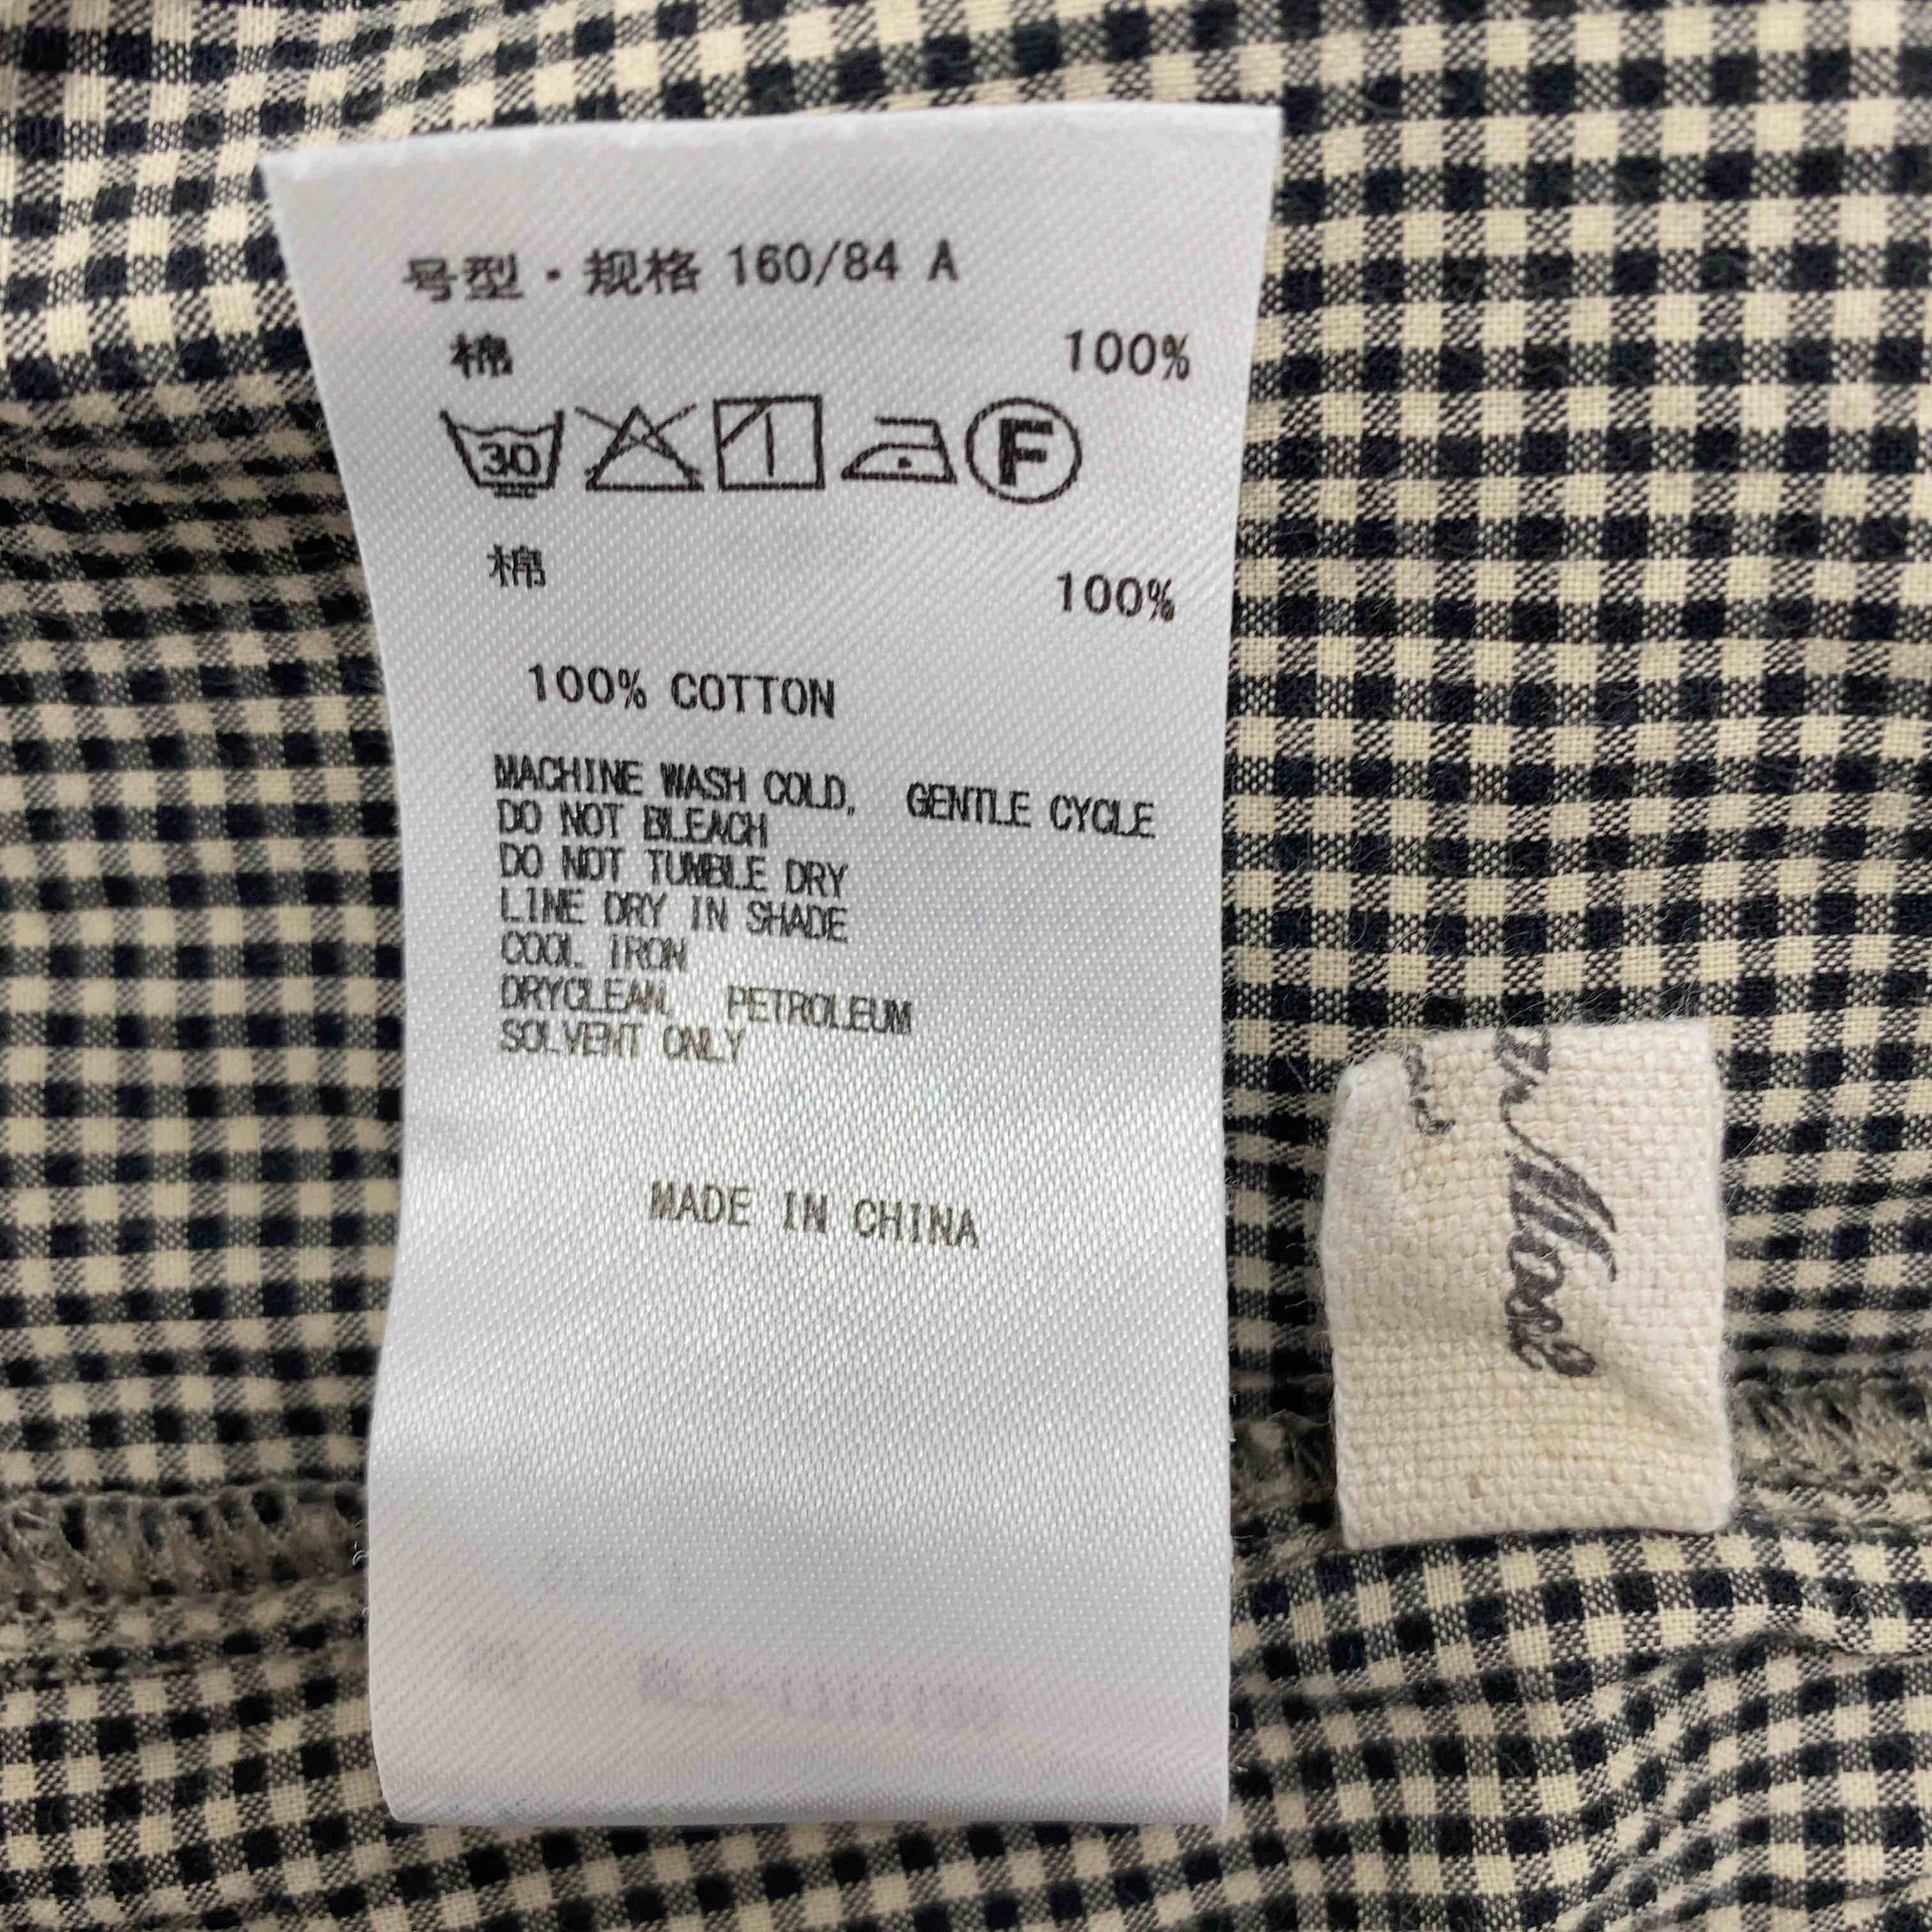 号型·规格 160/84 A
棉 100%
30 F
棉 100%
100% COTTON
MACHINE WASH COLD, GENTLE CYCLE
DO NOT BLEACH
DO NOT TUMBLE DRY
LINE DRY IN SHADE
COOL IRON
DRYCLEAN, PETROLEUM
SOLVENT ONLY
MADE IN CHINA